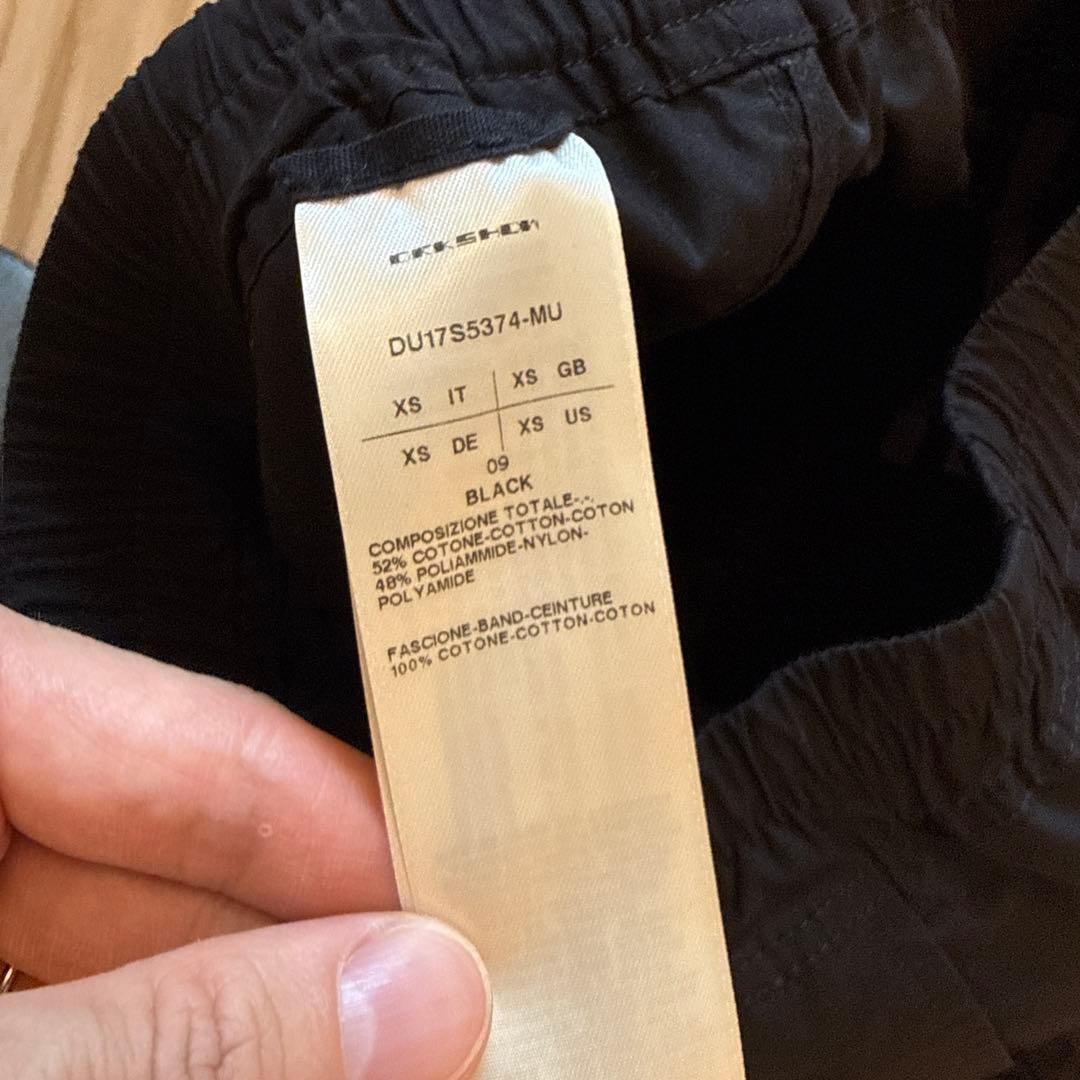 DRKSHDW
DU17S5374-MU
XS IT XS GB
XS DE XS US
09
BLACK
COMPOSIZIONE TOTALE-.-.
52% COTONE-COTTON-COTON
48% POLIAMMIDE-NYLON-
POLYAMIDE
FASCIONE-BAND-CEINTURE
100% COTONE-COTTON-COTON